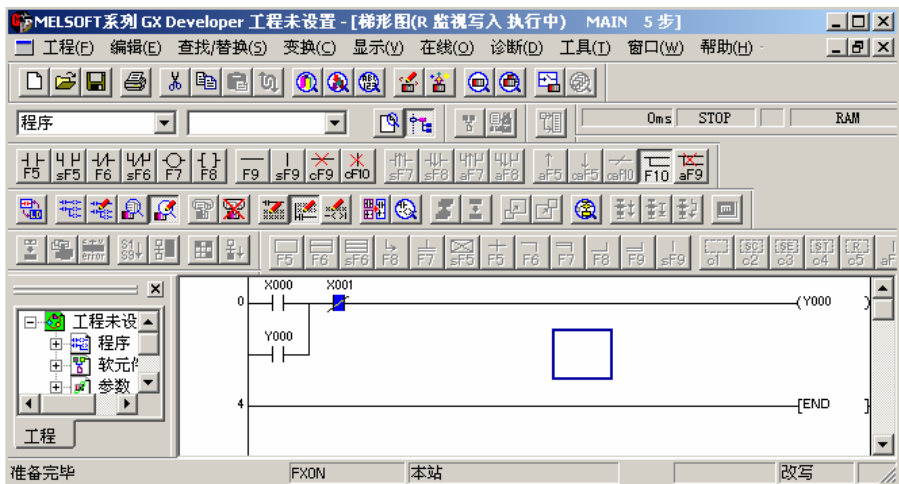 MELSOFT系列 GX Developer 工程未设置 - [梯形图(R 监视写入 执行中) MAIN 5 步]
工程(F) 编辑(E) 查找/替换(S) 变换(C) 显示(V) 在线(O) 诊断(D) 工具(T) 窗口(W) 帮助(H)
程序 0ms STOP RAM
F5 sF5 F6 sF6 F7 F8 F9 sF9 cF9 cF10 sF7 sF8 aF7 aF8 aF5 caF5 caF10 F10 aF9
error S9 F5 F6 sF6 F8 F7 sF5 F5 F6 F7 F8 F9 sF9 c1 [SC] c2 [SE] c3 [ST] c4 [R] c5 aF
X000 X001
0 (Y000 )
Y000
4 [END ]
工程未设
程序
软元件
参数
工程
准备完毕 FX0N 本站 改写